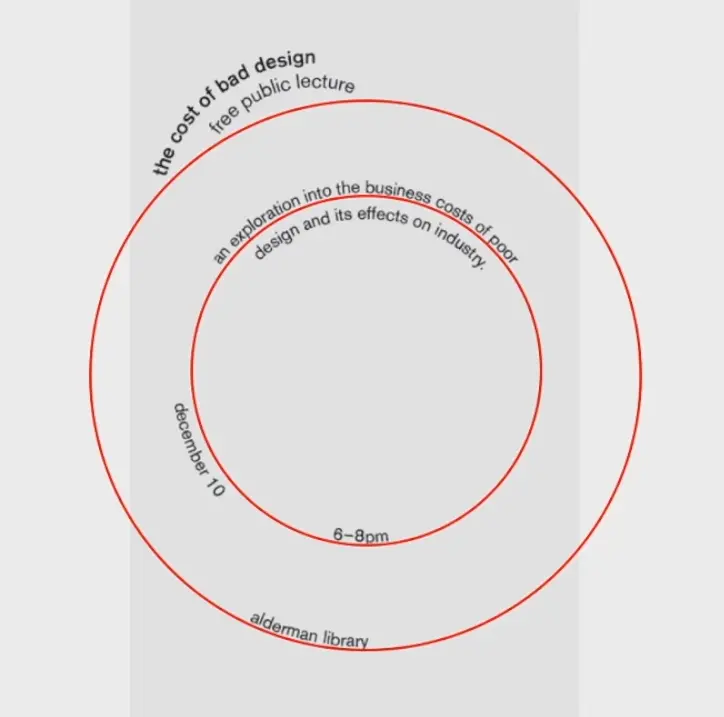 the cost of bad design
free public lecture
an exploration into the business costs of poor
design and its effects on industry.
december 10
6–8pm
alderman library